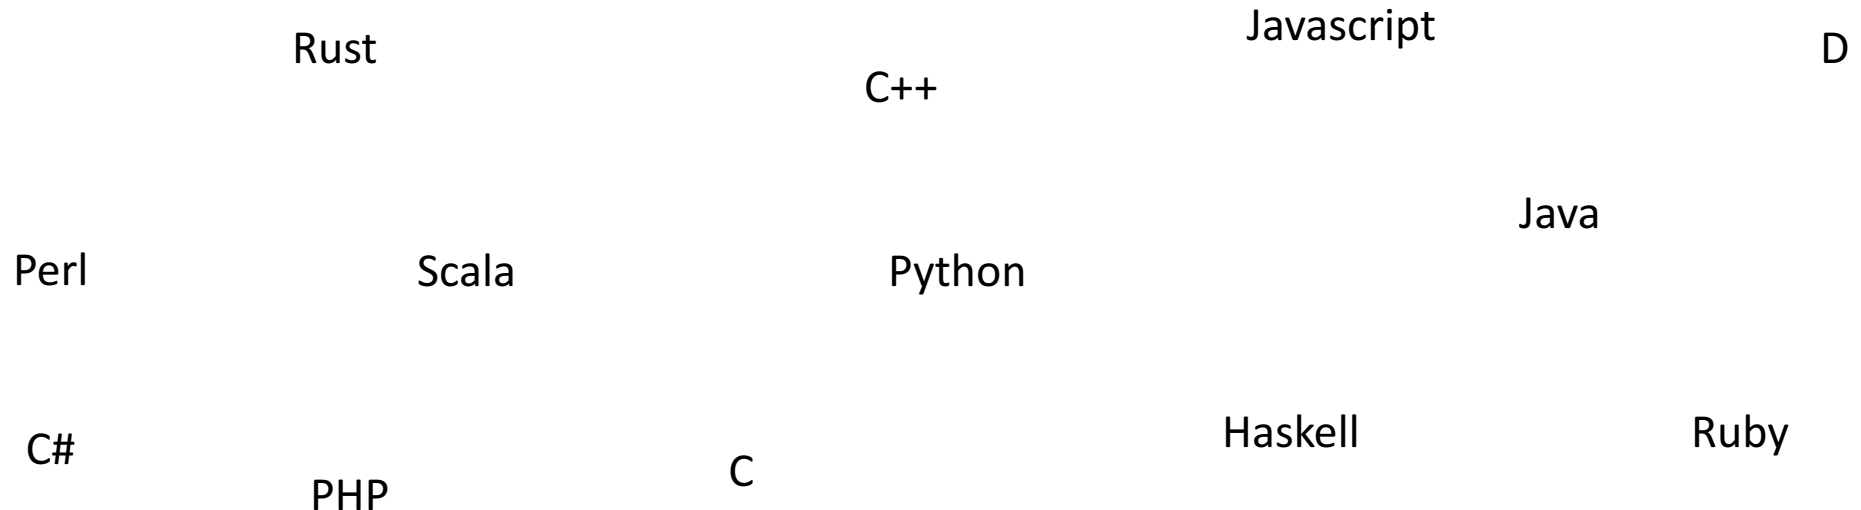 Javascript
Rust
D
C++
Java
Perl
Scala
Python
Haskell
Ruby
C#
C
PHP